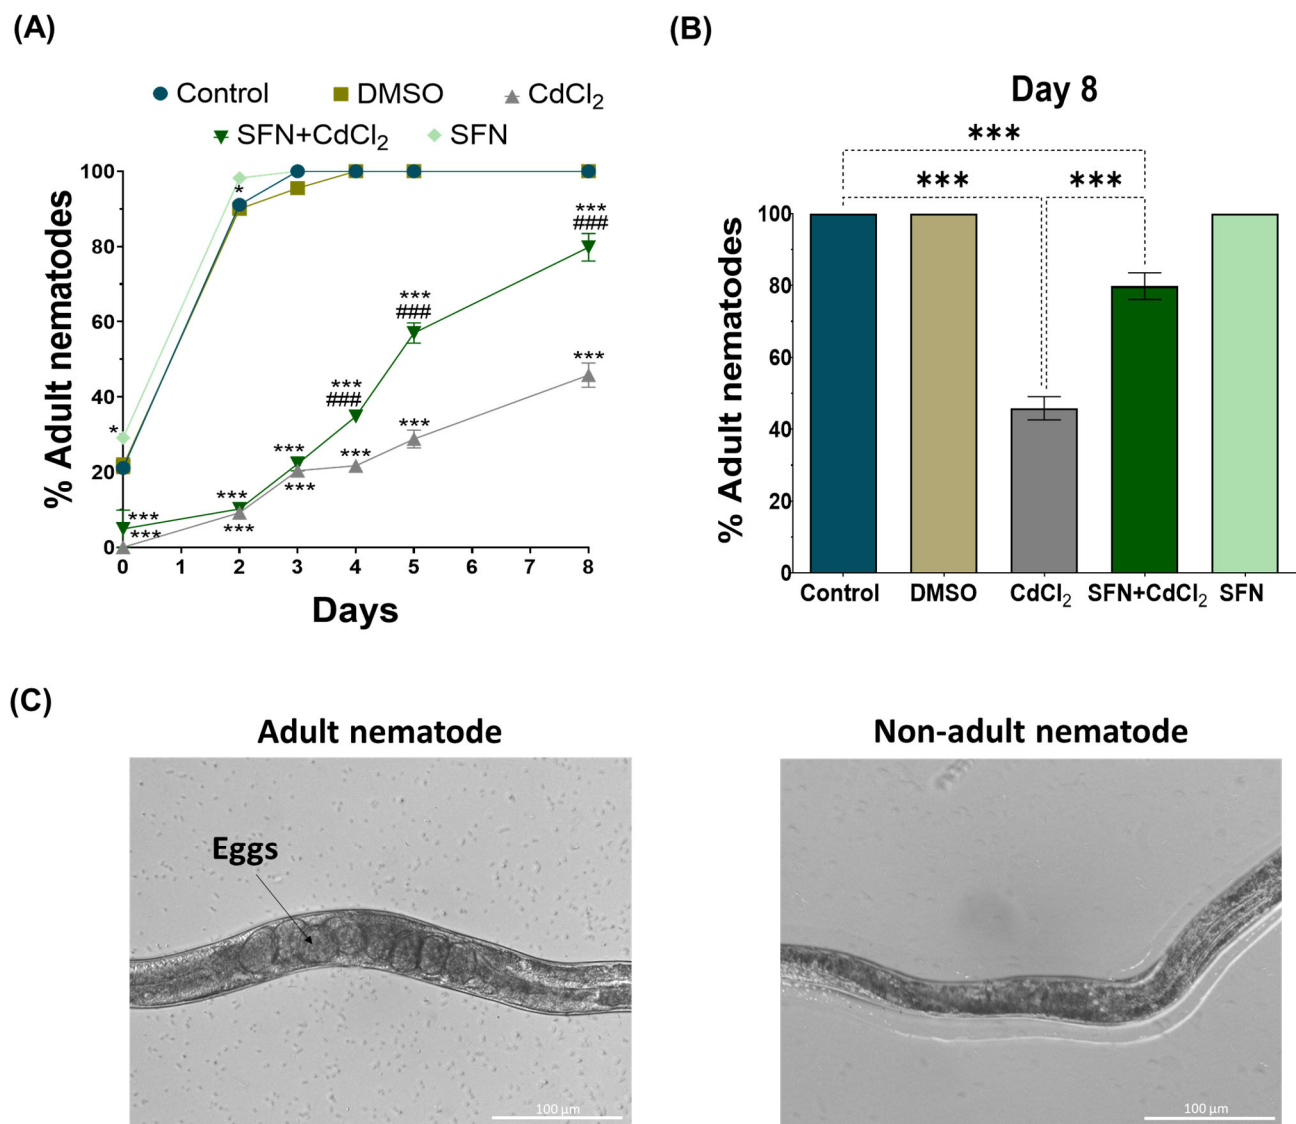 (A)
Control DMSO CdCl₂
SFN+CdCl₂ SFN
% Adult nematodes
100
80
60
40
20
0
*
*
***
***
***
***
***
***
***
###
***
***
###
***
***
###
***
0 1 2 3 4 5 6 7 8
Days
(B)
Day 8
***
*** ***
% Adult nematodes
100
80
60
40
20
0
Control DMSO CdCl₂ SFN+CdCl₂ SFN
(C)
Adult nematode
Eggs
100 µm
Non-adult nematode
100 µm